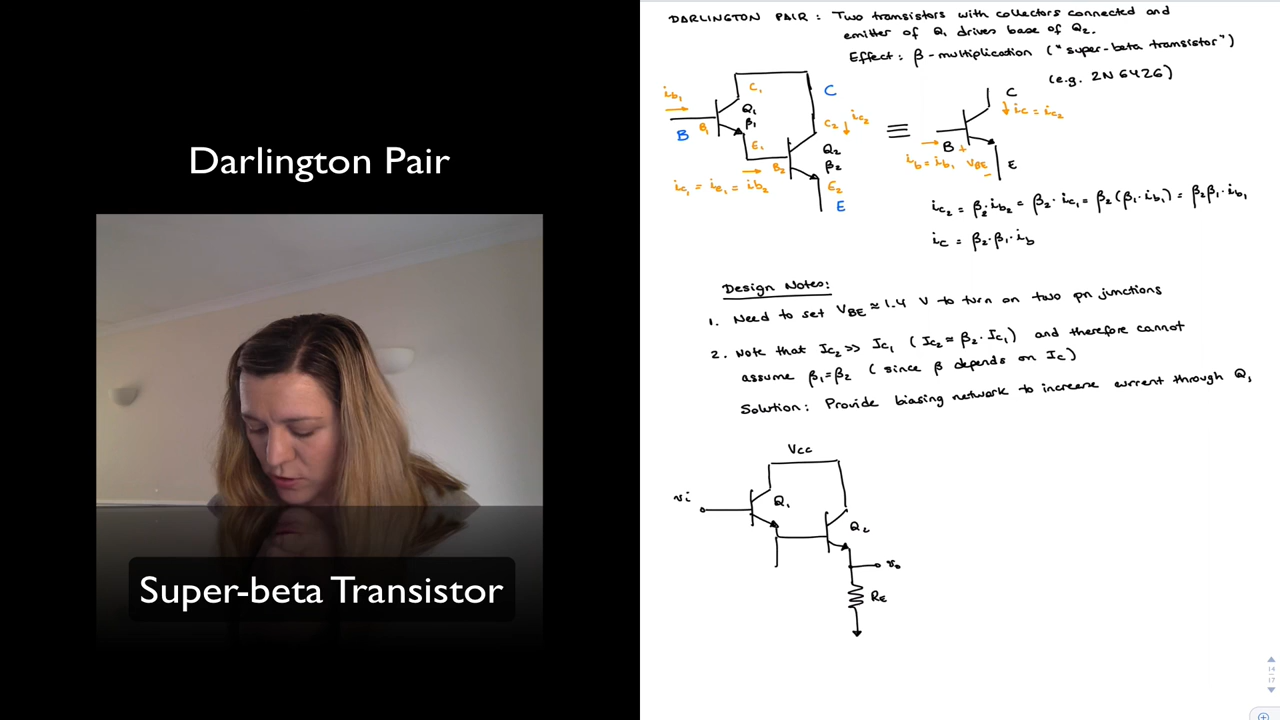 Darlington Pair
Super-beta Transistor
DARLINGTON PAIR : Two transistors with collectors connected and
emitter of Q₁ drives base of Q₂.
Effect: β-multiplication ("super-beta transistor")
(e.g. 2N6426)
ib₁
B
B₁
C₁
Q₁
β₁
E₁
C
C₂
ic₂
Q₂
β₂
B₂
E₂
E
ic₁ = ie₁ = ib₂
≡
C
ic = ic₂
B
+
ib = ib₁
VBE
−
E
ic₂ = β₂·ib₂ = β₂·ic₁ = β₂(β₁·ib₁) = β₂β₁·ib₁
ic = β₂·β₁·ib
Design Notes:
1. Need to set VBE ≈ 1.4 V to turn on two pn junctions
2. Note that Ic₂ >> Ic₁ (Ic₂ = β₂·Ic₁) and therefore cannot
assume β₁=β₂ (since β depends on Ic)
Solution: Provide biasing network to increase current through Q₁
Vcc
vi
Q₁
Q₂
vo
RE
14
17